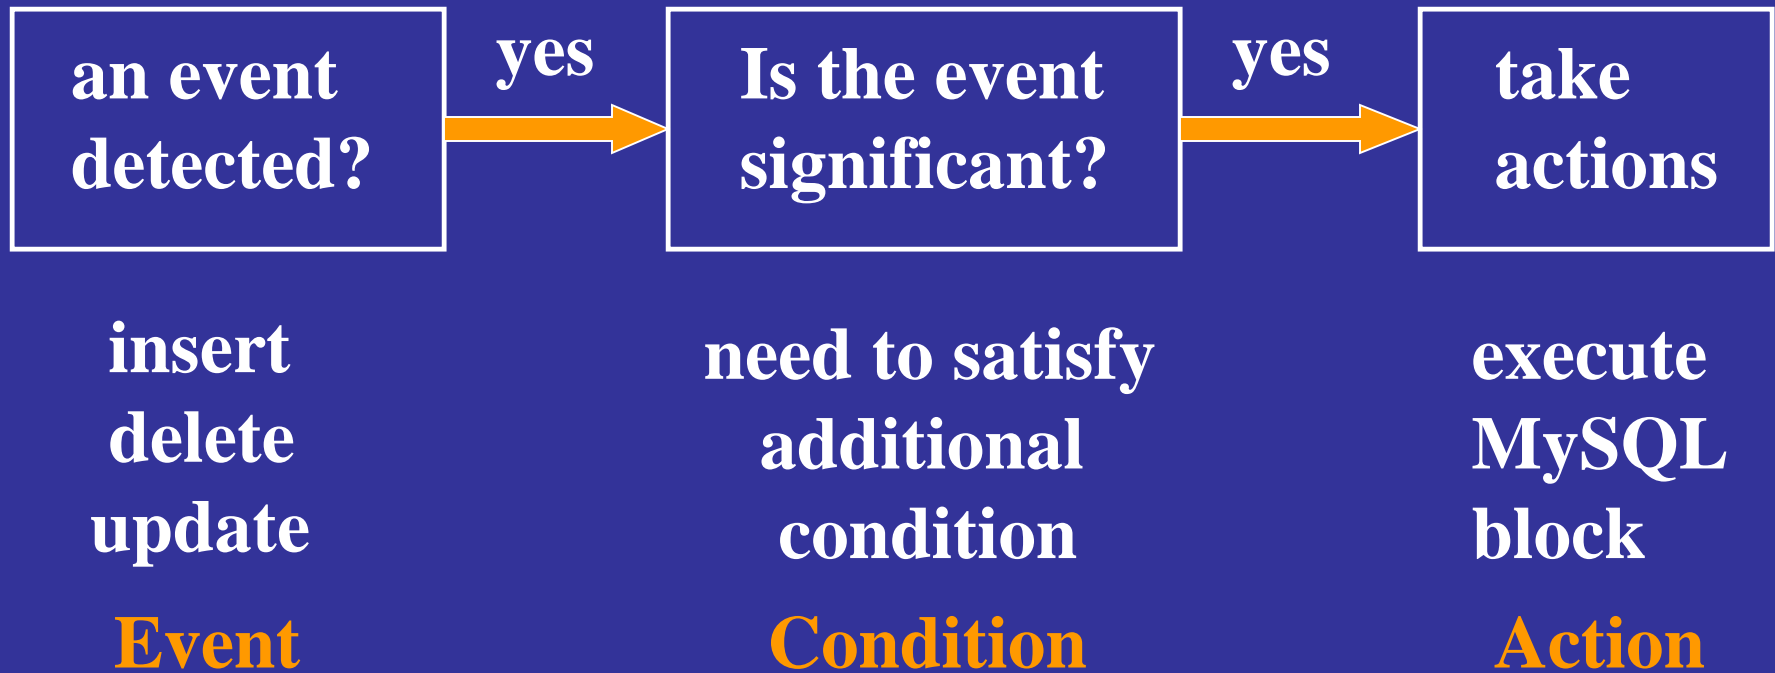 an event
detected?
yes
Is the event
significant?
yes
take
actions
insert
delete
update
need to satisfy
additional
condition
execute
MySQL
block
Event
Condition
Action